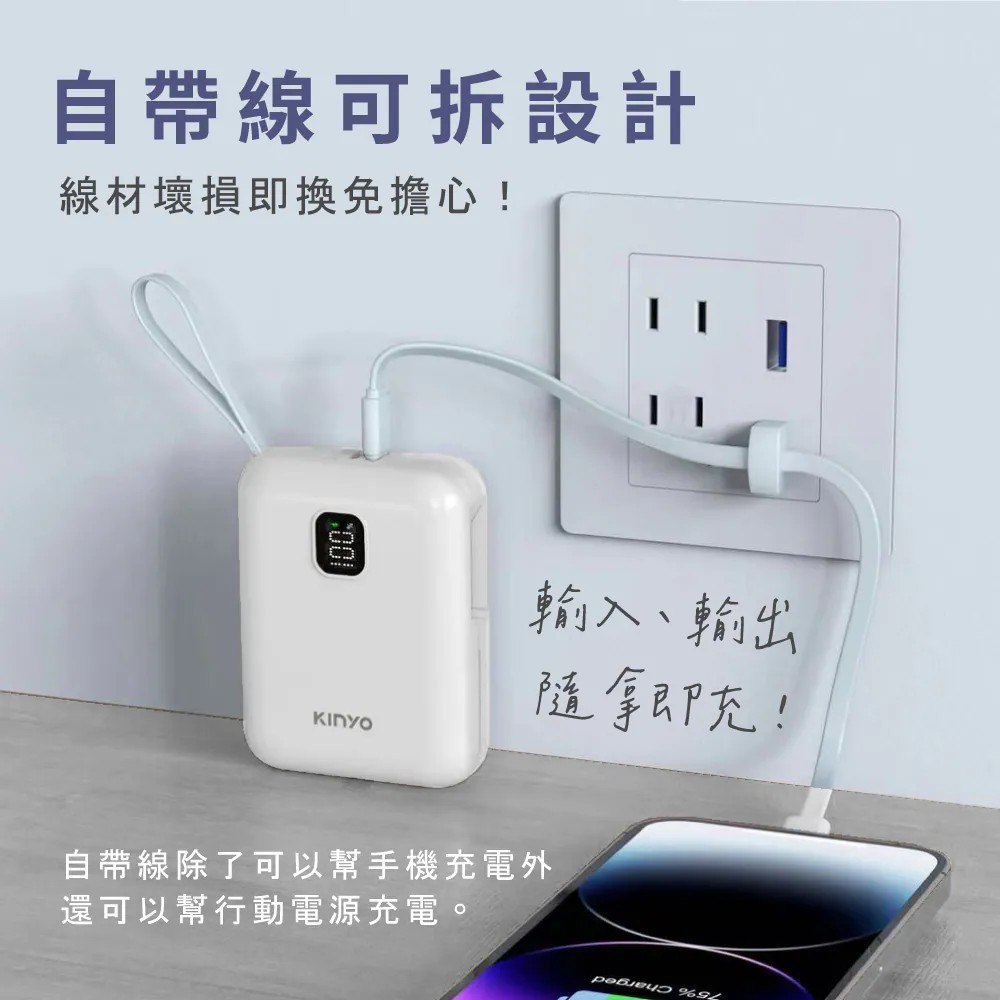 自帶線可拆設計
線材壞損即換免擔心！
100
KINYO
輸入、輸出
隨拿即充！
自帶線除了可以幫手機充電外
還可以幫行動電源充電。
75% Charged